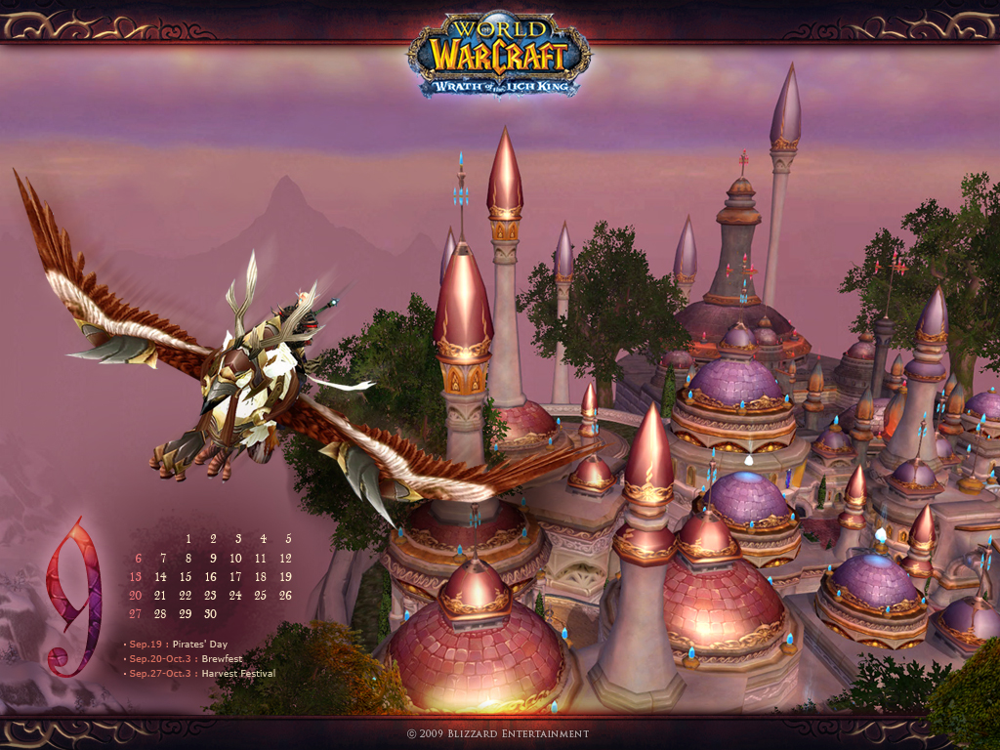 WORLD
OF
WARCRAFT
WRATH of the LICH KING
9
1 2 3 4 5
6 7 8 9 10 11 12
13 14 15 16 17 18 19
20 21 22 23 24 25 26
27 28 29 30
• Sep.19 : Pirates' Day
• Sep.20-Oct.3 : Brewfest
• Sep.27-Oct.3 : Harvest Festival
© 2009 Blizzard Entertainment